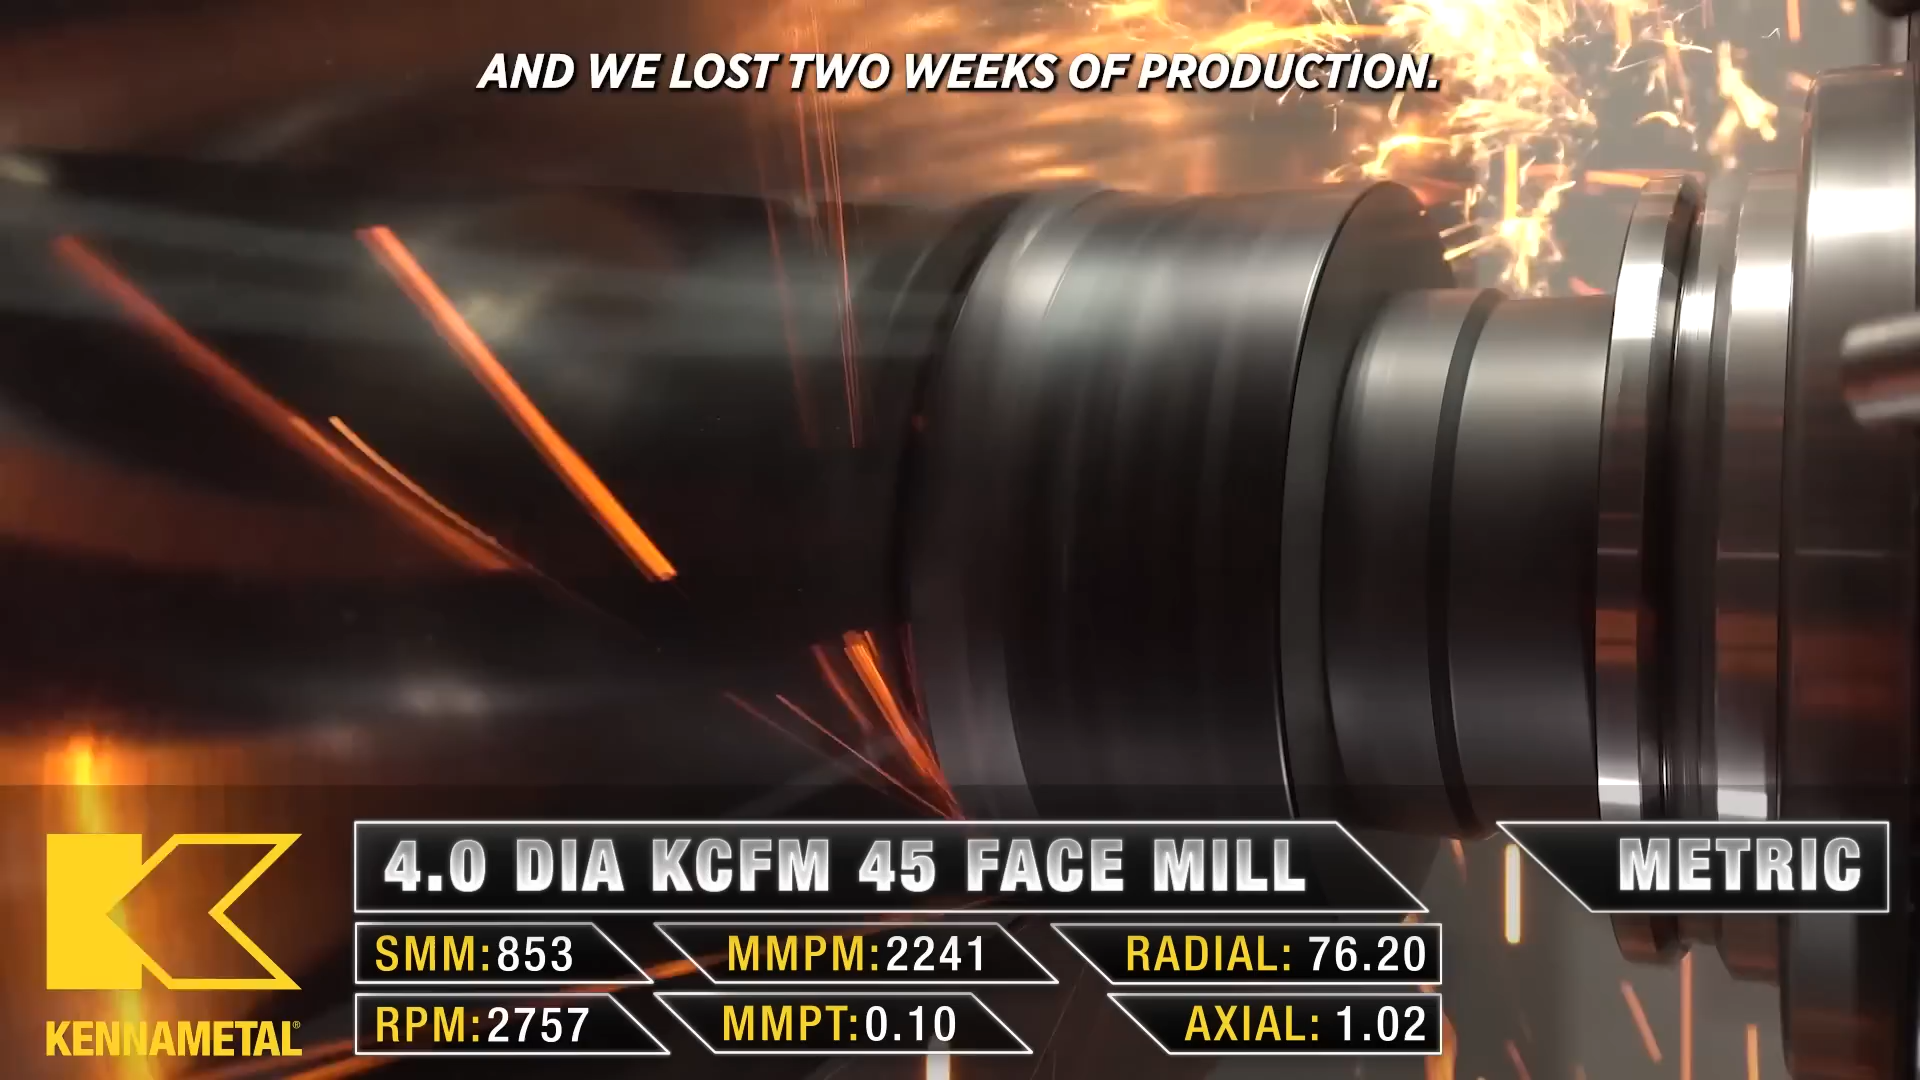 AND WE LOST TWO WEEKS OF PRODUCTION.
4.0 DIA KCFM 45 FACE MILL
METRIC
SMM:853
MMPM:2241
RADIAL: 76.20
RPM:2757
MMPT:0.10
AXIAL: 1.02
KENNAMETAL®